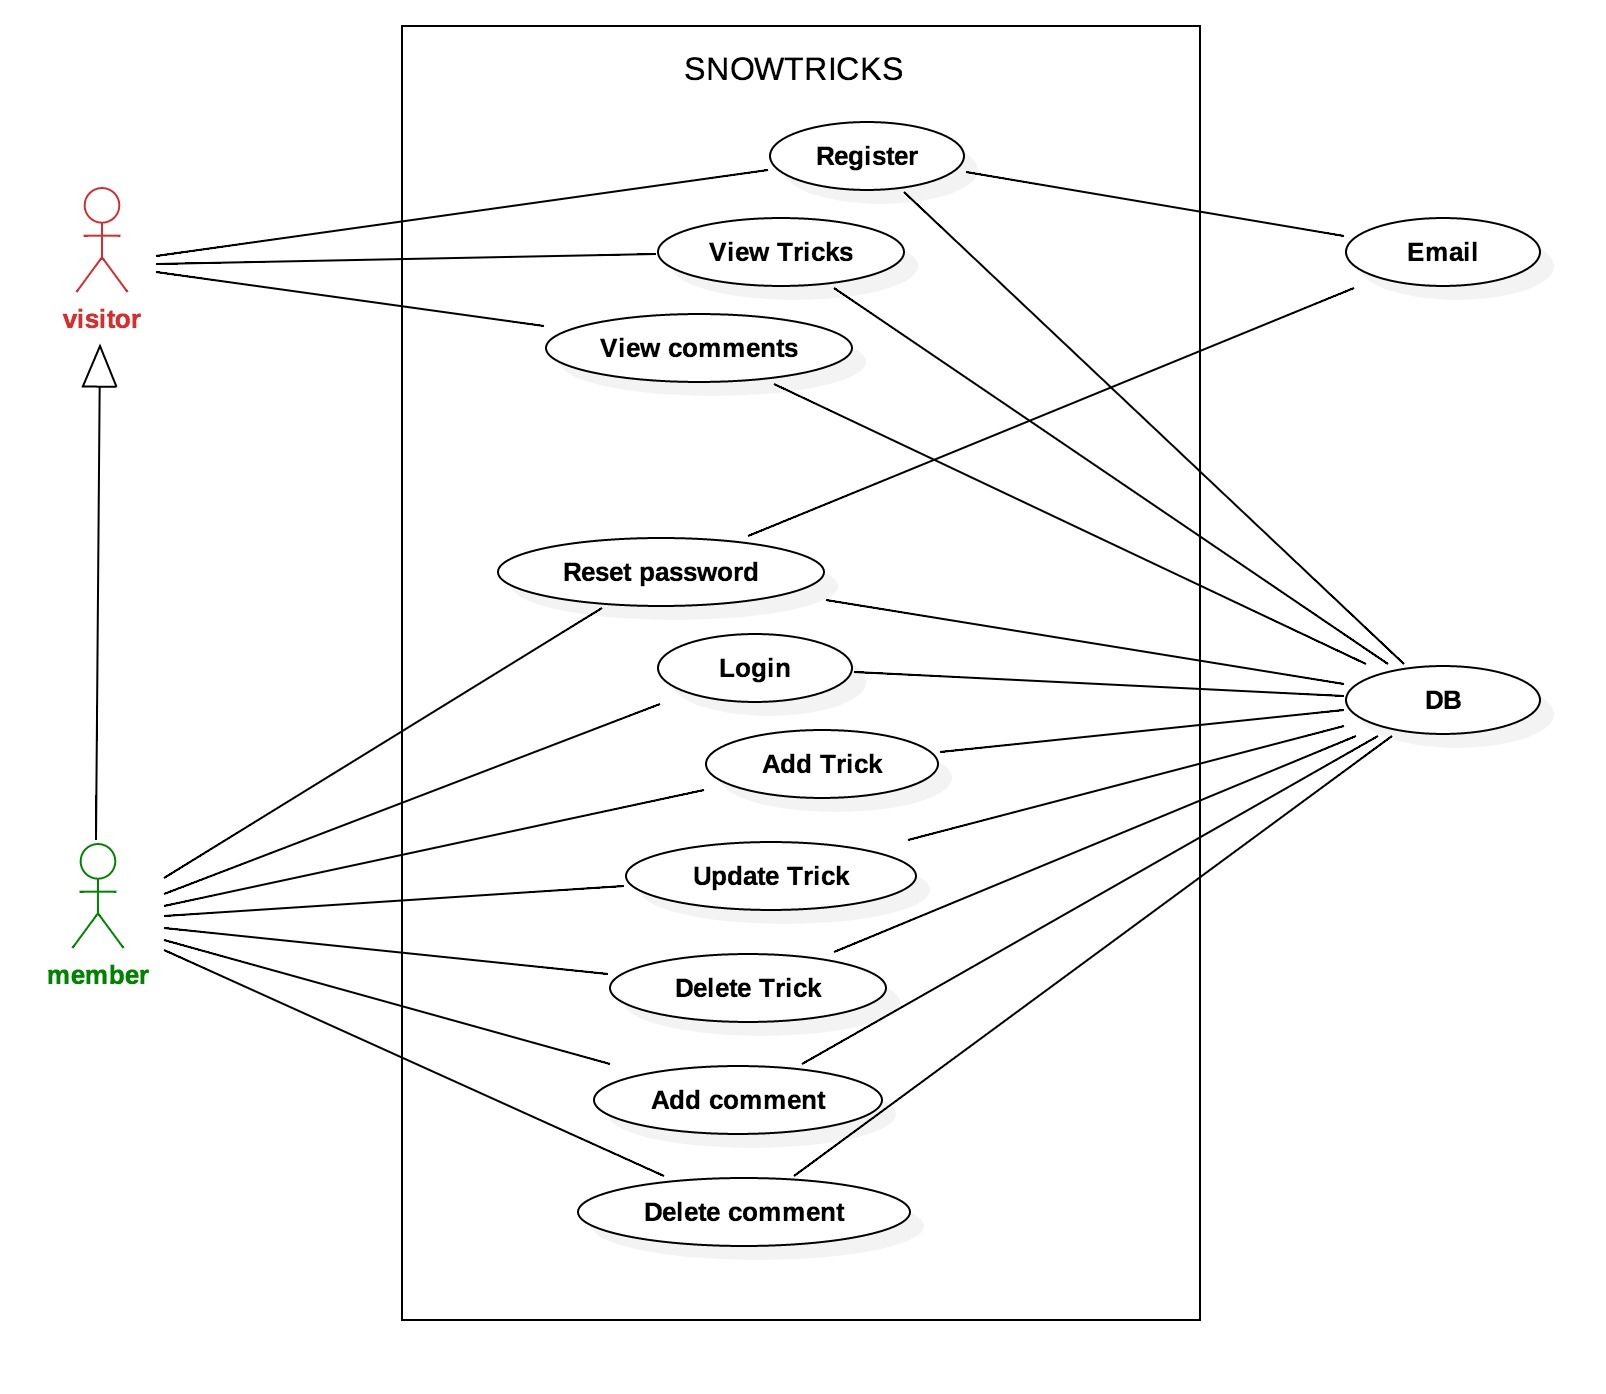 SNOWTRICKS
Register
View Tricks
Email
visitor
View comments
Reset password
Login
DB
Add Trick
Update Trick
member
Delete Trick
Add comment
Delete comment